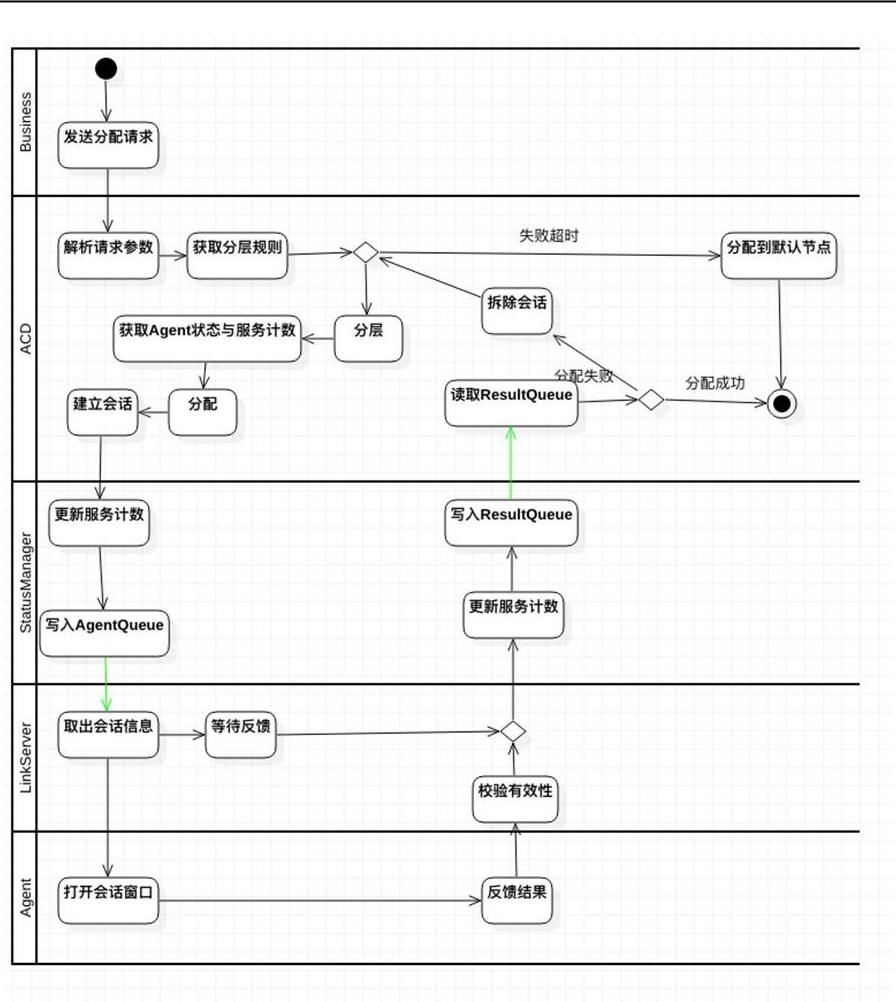 Business
发送分配请求
ACD
解析请求参数
获取分层规则
失败超时
分配到默认节点
拆除会话
获取Agent状态与服务计数
分层
分配失败
分配成功
建立会话
分配
读取ResultQueue
StatusManager
更新服务计数
写入ResultQueue
更新服务计数
写入AgentQueue
LinkServer
取出会话信息
等待反馈
校验有效性
Agent
打开会话窗口
反馈结果